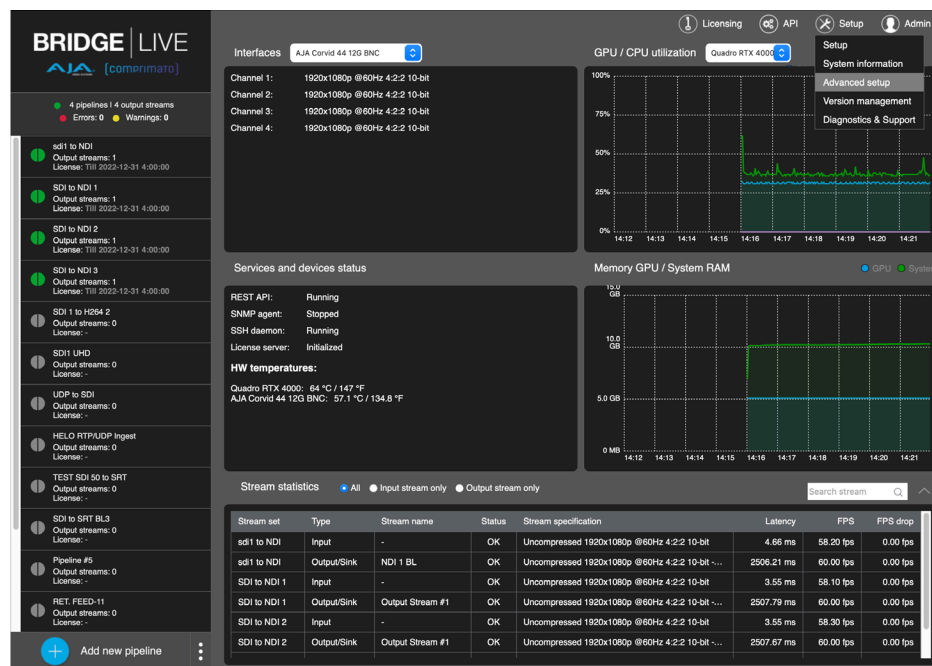 Licensing
API
Setup
Admin
BRIDGE LIVE
AJA [comprimato]
4 pipelines | 4 output streams
Errors: 0 Warnings: 0
sdi1 to NDI
Output streams: 1
License: Till 2022-12-31 4:00:00
SDI to NDI 1
Output streams: 1
License: Till 2022-12-31 4:00:00
SDI to NDI 2
Output streams: 1
License: Till 2022-12-31 4:00:00
SDI to NDI 3
Output streams: 1
License: Till 2022-12-31 4:00:00
SDI 1 to H264 2
Output streams: 0
License: -
SDI1 UHD
Output streams: 0
License: -
UDP to SDI
Output streams: 0
License: -
HELO RTP/UDP Ingest
Output streams: 0
License: -
TEST SDI 50 to SRT
Output streams: 0
License: -
SDI to SRT BL3
Output streams: 0
License: -
Pipeline #5
Output streams: 0
License: -
RET. FEED-11
Output streams: 0
License: -
Add new pipeline
Interfaces AJA Corvid 44 12G BNC
Channel 1: 1920x1080p @60Hz 4:2:2 10-bit
Channel 2: 1920x1080p @60Hz 4:2:2 10-bit
Channel 3: 1920x1080p @60Hz 4:2:2 10-bit
Channel 4: 1920x1080p @60Hz 4:2:2 10-bit
GPU / CPU utilization Quadro RTX 4000
Setup
System information
Advanced setup
Version management
Diagnostics & Support
100%
75%
50%
25%
0%
14:12 14:13 14:14 14:15 14:16 14:17 14:18 14:19 14:20 14:21
Services and devices status
REST API: Running
SNMP agent: Stopped
SSH daemon: Running
License server: Initialized
HW temperatures:
Quadro RTX 4000: 64 °C / 147 °F
AJA Corvid 44 12G BNC: 57.1 °C / 134.8 °F
Memory GPU / System RAM
GPU System
15.0 GB
10.0 GB
5.0 GB
0 MB
14:12 14:13 14:14 14:15 14:16 14:17 14:18 14:19 14:20 14:21
Stream statistics All Input stream only Output stream only
Search stream
Stream set Type Stream name Status Stream specification Latency FPS FPS drop
sdi1 to NDI Input - OK Uncompressed 1920x1080p @60Hz 4:2:2 10-bit 4.66 ms 58.20 fps 0.00 fps
sdi1 to NDI Output/Sink NDI 1 BL OK Uncompressed 1920x1080p @60Hz 4:2:2 10-bit -... 2506.21 ms 60.00 fps 0.00 fps
SDI to NDI 1 Input - OK Uncompressed 1920x1080p @60Hz 4:2:2 10-bit 3.55 ms 58.10 fps 0.00 fps
SDI to NDI 1 Output/Sink Output Stream #1 OK Uncompressed 1920x1080p @60Hz 4:2:2 10-bit -... 2507.79 ms 60.00 fps 0.00 fps
SDI to NDI 2 Input - OK Uncompressed 1920x1080p @60Hz 4:2:2 10-bit 3.55 ms 58.30 fps 0.00 fps
SDI to NDI 2 Output/Sink Output Stream #1 OK Uncompressed 1920x1080p @60Hz 4:2:2 10-bit -... 2507.67 ms 60.00 fps 0.00 fps